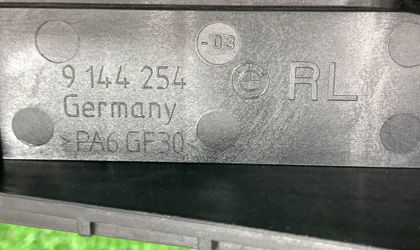 - 03
9 144 254
Germany
RL
>PA6 GF30<